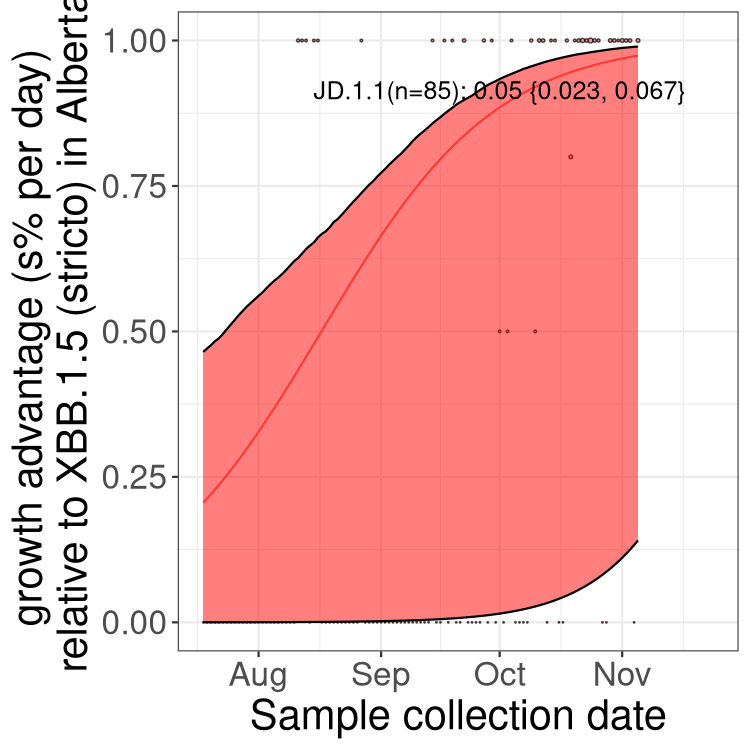 growth advantage (s% per day)
relative to XBB.1.5 (stricto) in Alberta
1.00
JD.1.1(n=85): 0.05 {0.023, 0.067}
0.75
0.50
0.25
0.00
Aug Sep Oct Nov
Sample collection date